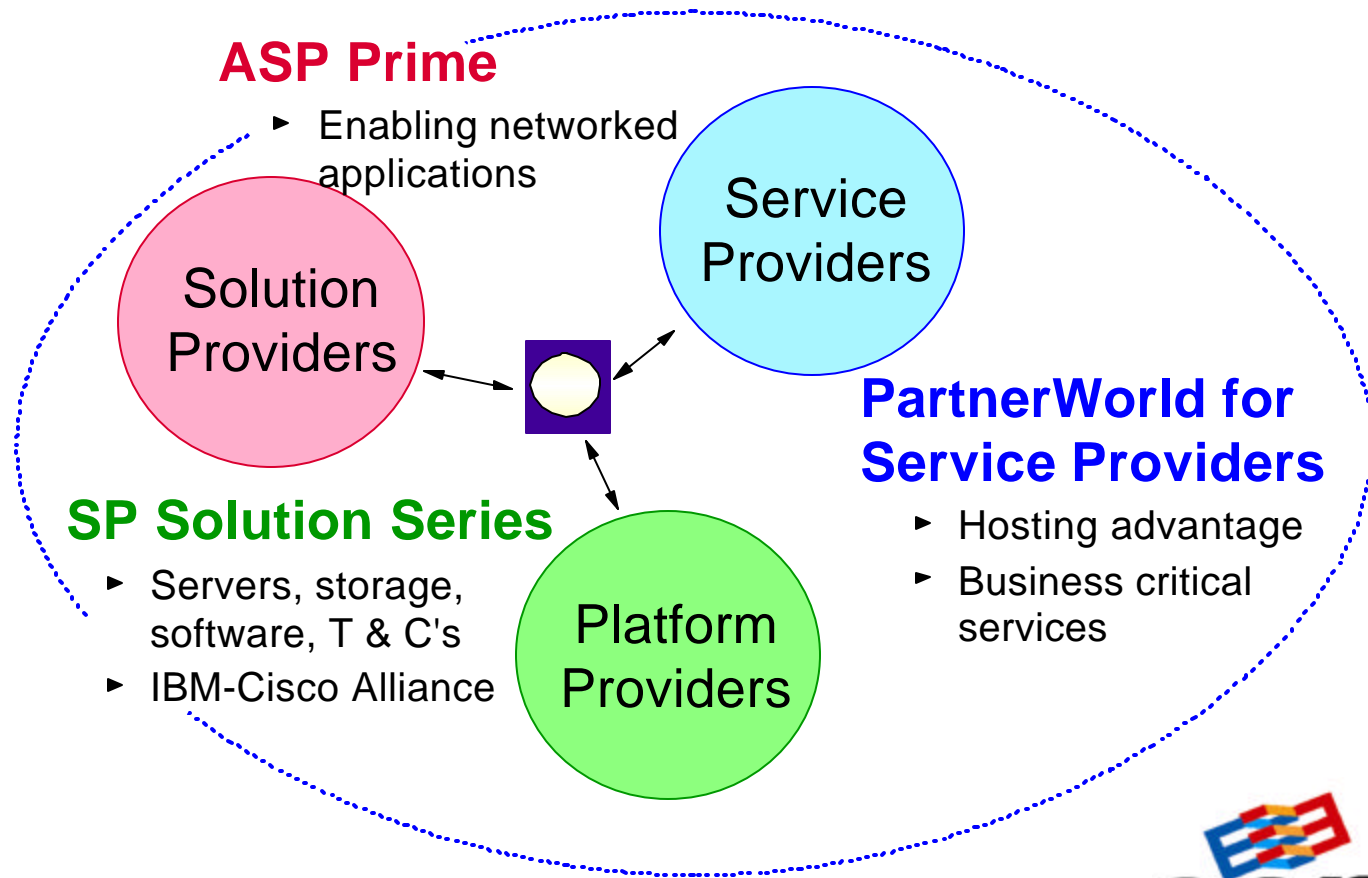 ASP Prime
► Enabling networked
applications
Service
Providers
Solution
Providers
PartnerWorld for
Service Providers
► Hosting advantage
► Business critical
services
SP Solution Series
► Servers, storage,
software, T & C's
► IBM-Cisco Alliance
Platform
Providers